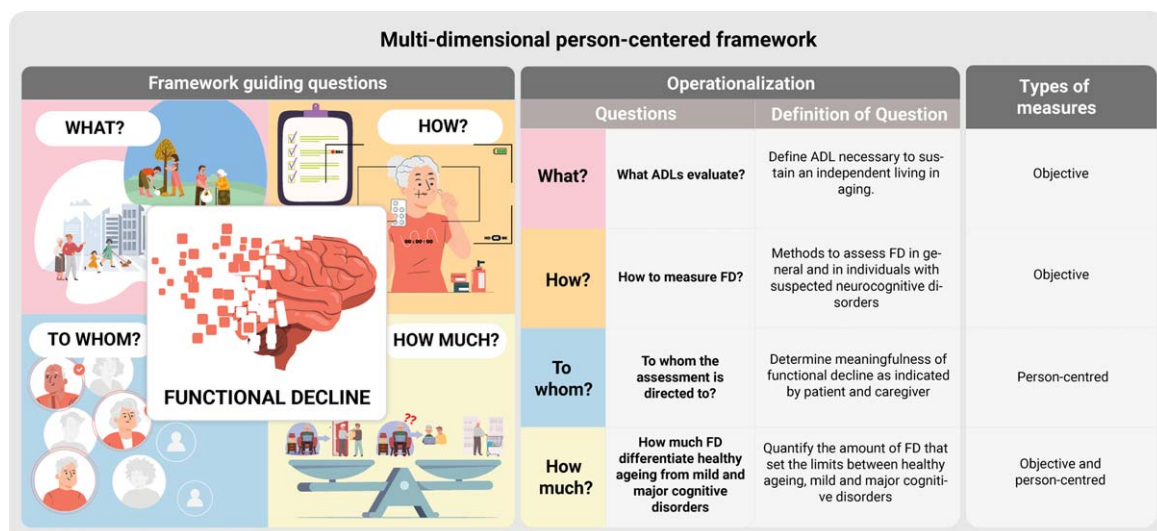 Multi-dimensional person-centered framework
Framework guiding questions
WHAT?
HOW?
TO WHOM?
HOW MUCH?
FUNCTIONAL DECLINE
??
Operationalization
Types of
measures
Questions
Definition of Question
What?
What ADLs evaluate?
Define ADL necessary to sus-
tain an independent living in
aging.
Objective
How?
How to measure FD?
Methods to assess FD in ge-
neral and in individuals with
suspected neurocognitive di-
sorders
Objective
To
whom?
To whom the
assessment is
directed to?
Determine meaningfulness of
functional decline as indicated
by patient and caregiver
Person-centred
How
much?
How much FD
differentiate healthy
ageing from mild and
major cognitive
disorders
Quantify the amount of FD that
set the limits between healthy
ageing, mild and major cogniti-
ve disorders
Objective and
person-centred